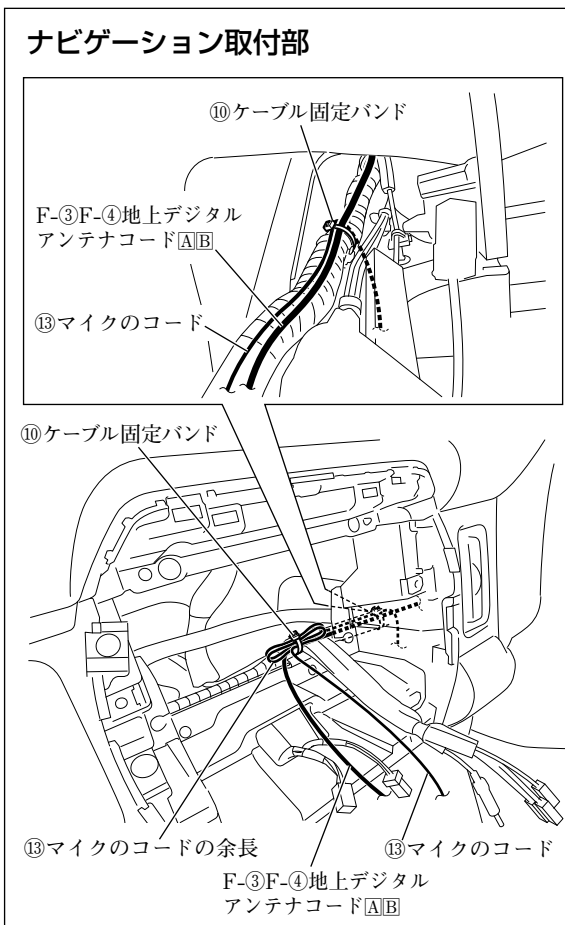 ナビゲーション取付部
⑩ケーブル固定バンド
F-③F-④地上デジタル
アンテナコード🄰🄱
⑬マイクのコード
⑩ケーブル固定バンド
⑬マイクのコードの余長
⑬マイクのコード
F-③F-④地上デジタル
アンテナコード🄰🄱